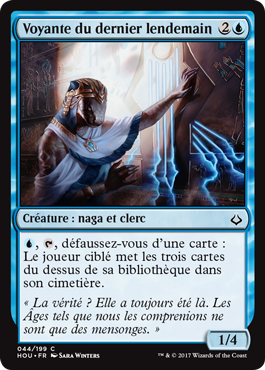 Voyante du dernier lendemain 2
Créature : naga et clerc
, , défaussez-vous d'une carte :
Le joueur ciblé met les trois cartes
du dessus de sa bibliothèque dans
son cimetière.
« La vérité ? Elle a toujours été là. Les
Âges tels que nous les comprenions ne
sont que des mensonges. »
1/4
044/199 C
HOU • FR Sara Winters
™ & © 2017 Wizards of the Coast